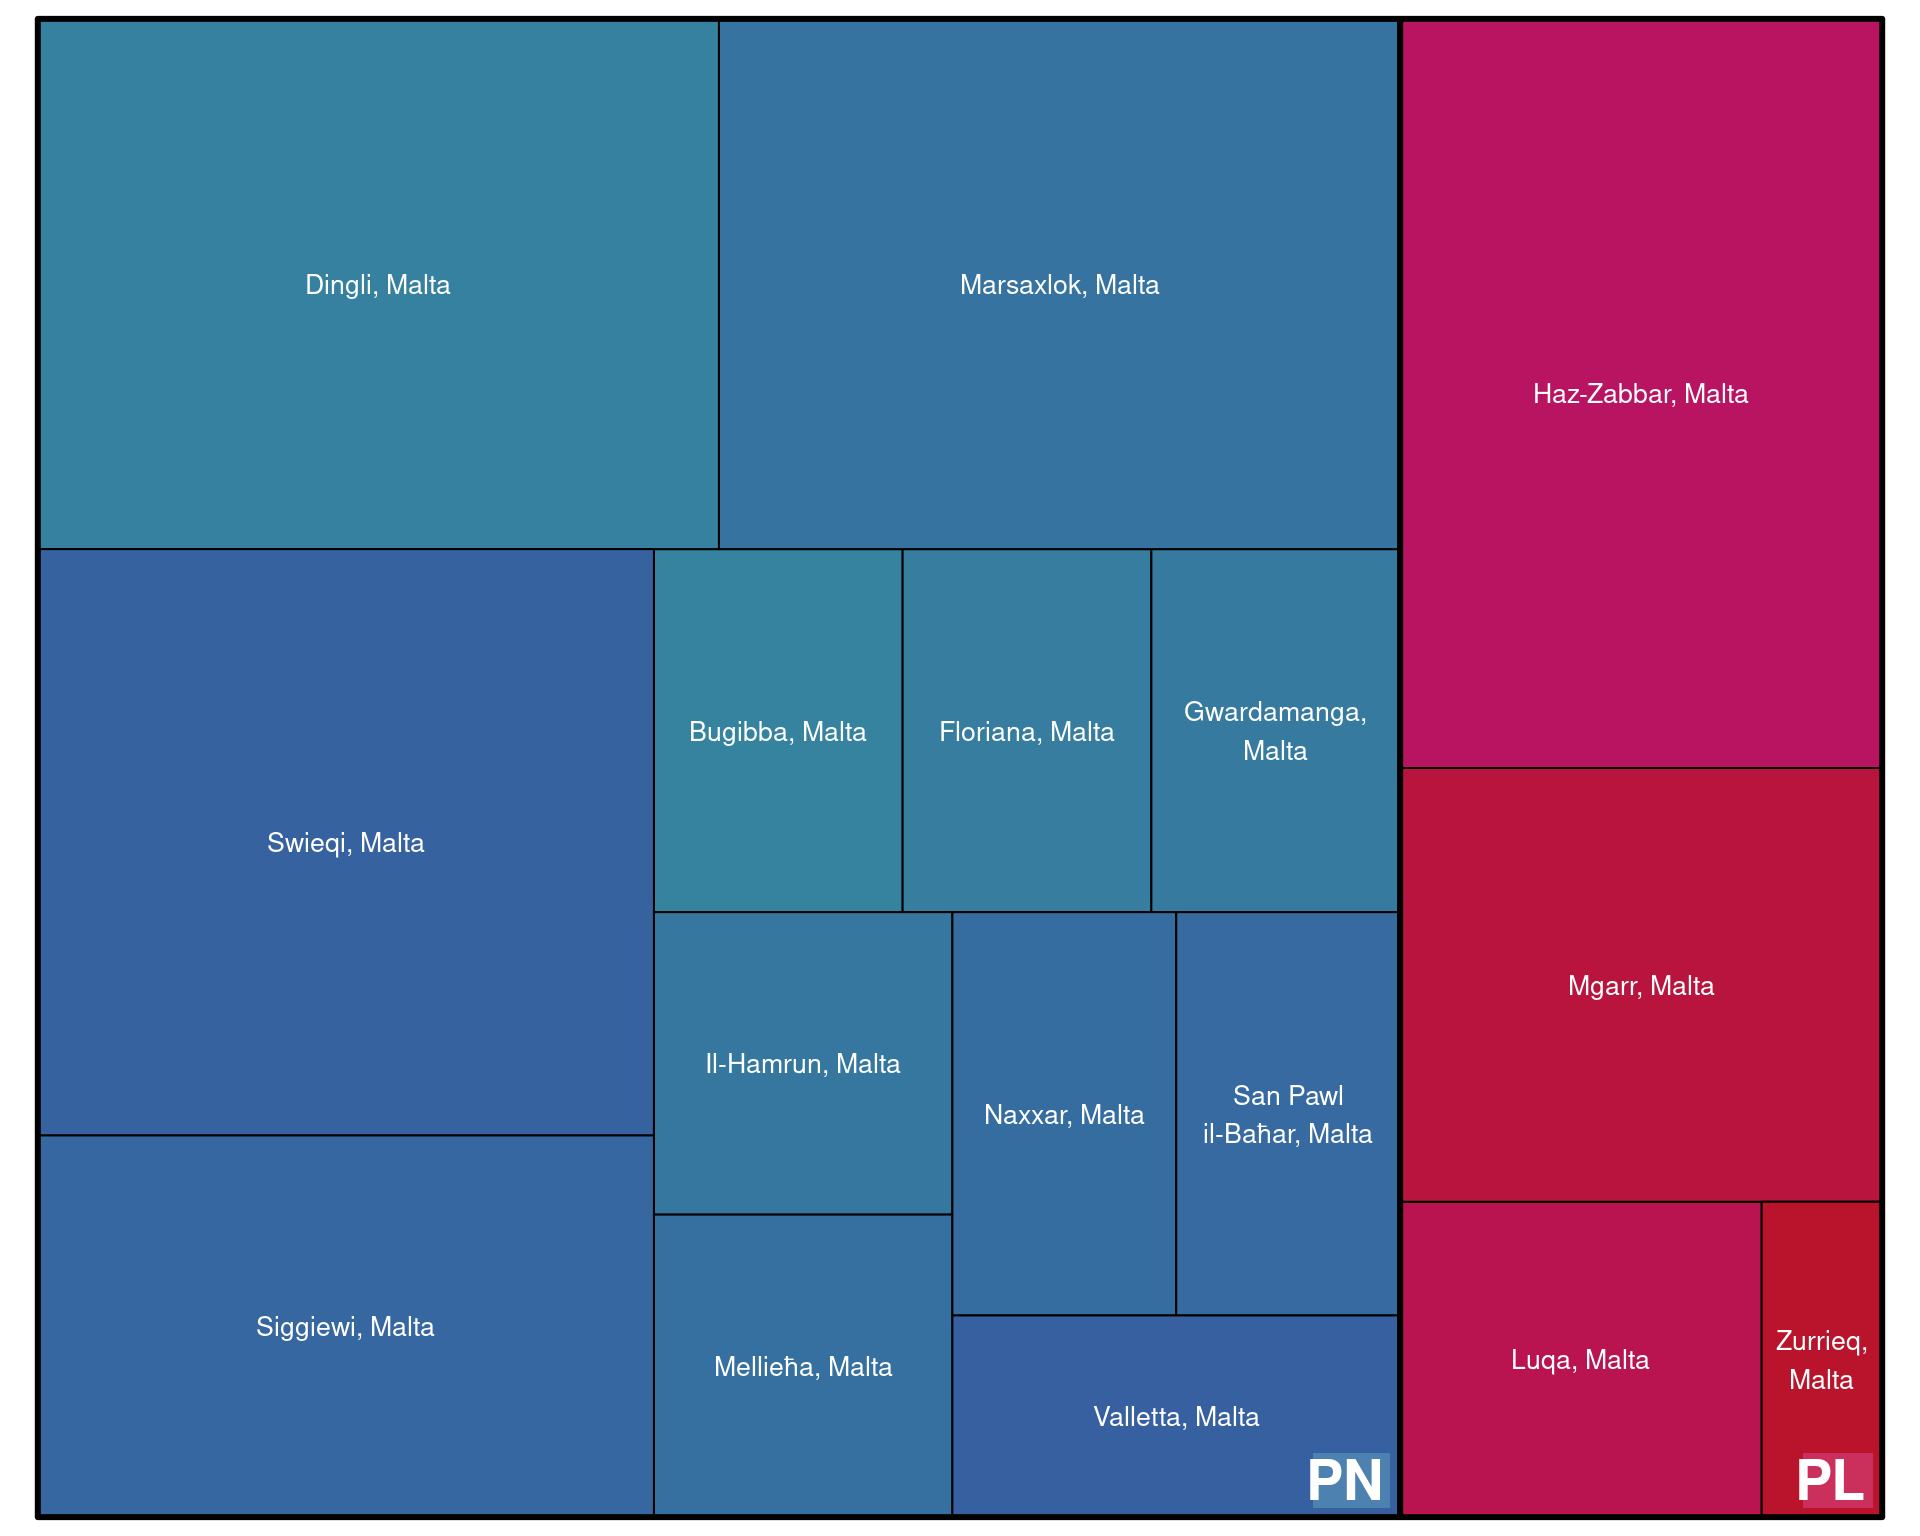 Dingli, Malta
Marsaxlok, Malta
Haz-Zabbar, Malta
Swieqi, Malta
Bugibba, Malta
Floriana, Malta
Gwardamanga,
Malta
Il-Hamrun, Malta
Naxxar, Malta
San Pawl
il-Baħar, Malta
Mgarr, Malta
Siggiewi, Malta
Mellieħa, Malta
Valletta, Malta
Luqa, Malta
Zurrieq,
Malta
PN
PL